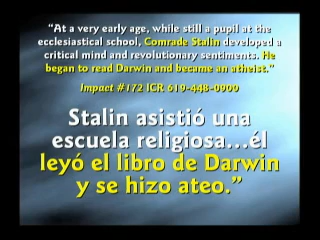 “At a very early age, while still a pupil at the
ecclesiastical school, Comrade Stalin developed a
critical mind and revolutionary sentiments. He
began to read Darwin and became an atheist.”
Impact #172 ICR 619-448-0900
Stalin asistió una
escuela religiosa...él
leyó el libro de Darwin
y se hizo ateo.”